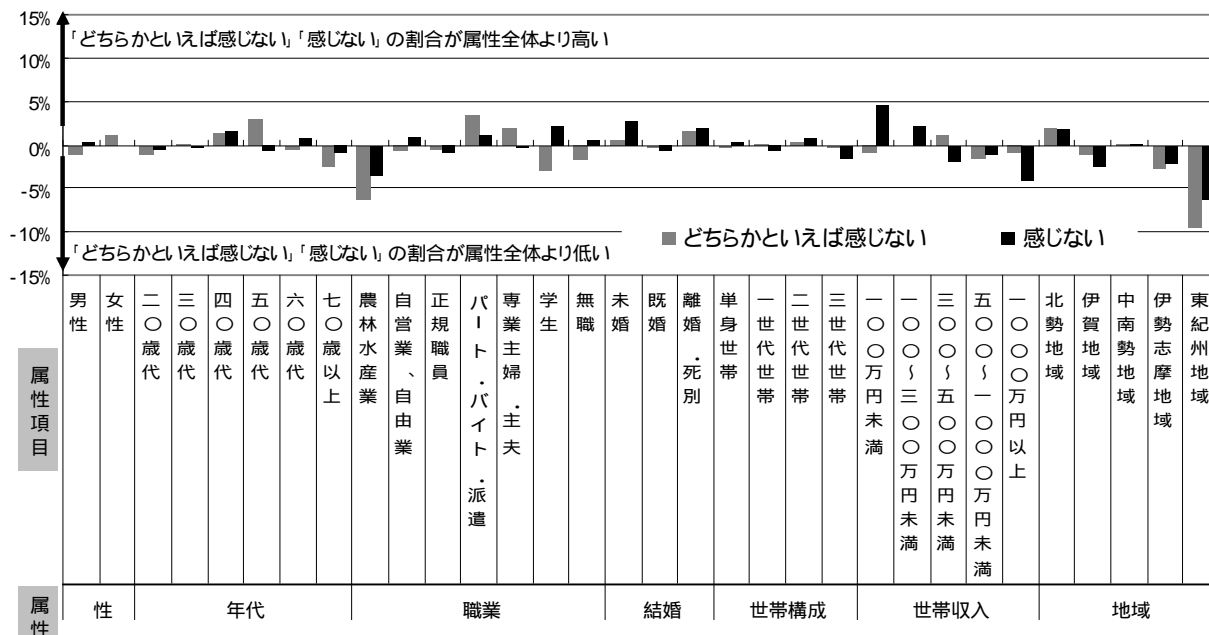 15%
「どちらかといえば感じない」「感じない」の割合が属性全体より高い
10%
5%
0%
-5%
-10%
どちらかといえば感じない
感じない
「どちらかといえば感じない」「感じない」の割合が属性全体より低い
-15%
属性項目
男性
女性
二〇歳代
三〇歳代
四〇歳代
五〇歳代
六〇歳代
七〇歳以上
農林水産業
自営業、自由業
正規職員
パート・バイト・派遣
専業主婦・主夫
学生
無職
未婚
既婚
離婚・死別
単身世帯
一世代世帯
二世代世帯
三世代世帯
一〇〇万円未満
一〇〇〜三〇〇万円未満
三〇〇〜五〇〇万円未満
五〇〇〜一〇〇〇万円未満
一〇〇〇万円以上
北勢地域
伊賀地域
中南勢地域
伊勢志摩地域
東紀州地域
属性
性
年代
職業
結婚
世帯構成
世帯収入
地域